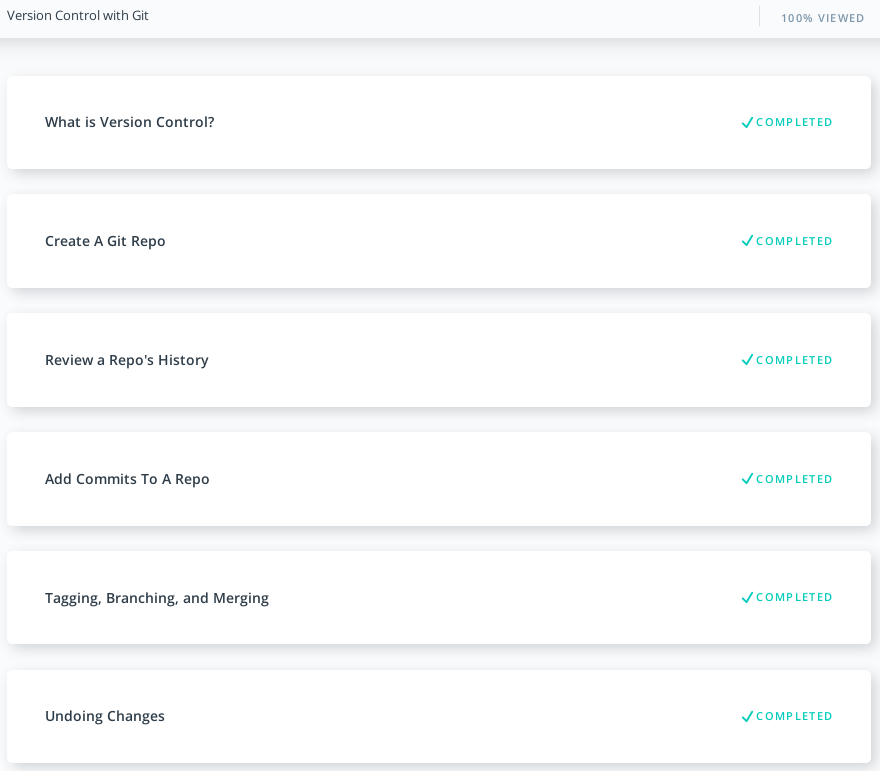 Version Control with Git
100% VIEWED
What is Version Control?
COMPLETED
Create A Git Repo
COMPLETED
Review a Repo's History
COMPLETED
Add Commits To A Repo
COMPLETED
Tagging, Branching, and Merging
COMPLETED
Undoing Changes
COMPLETED